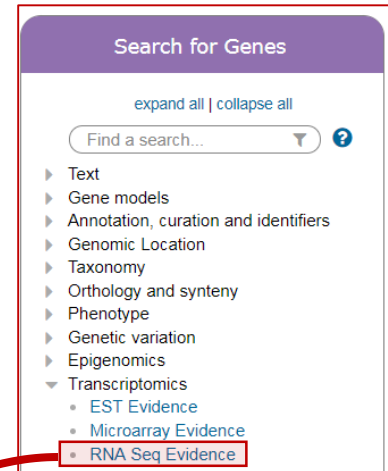 Search for Genes
expand all | collapse all
Find a search...
?
Text
Gene models
Annotation, curation and identifiers
Genomic Location
Taxonomy
Orthology and synteny
Phenotype
Genetic variation
Epigenomics
Transcriptomics
EST Evidence
Microarray Evidence
RNA Seq Evidence